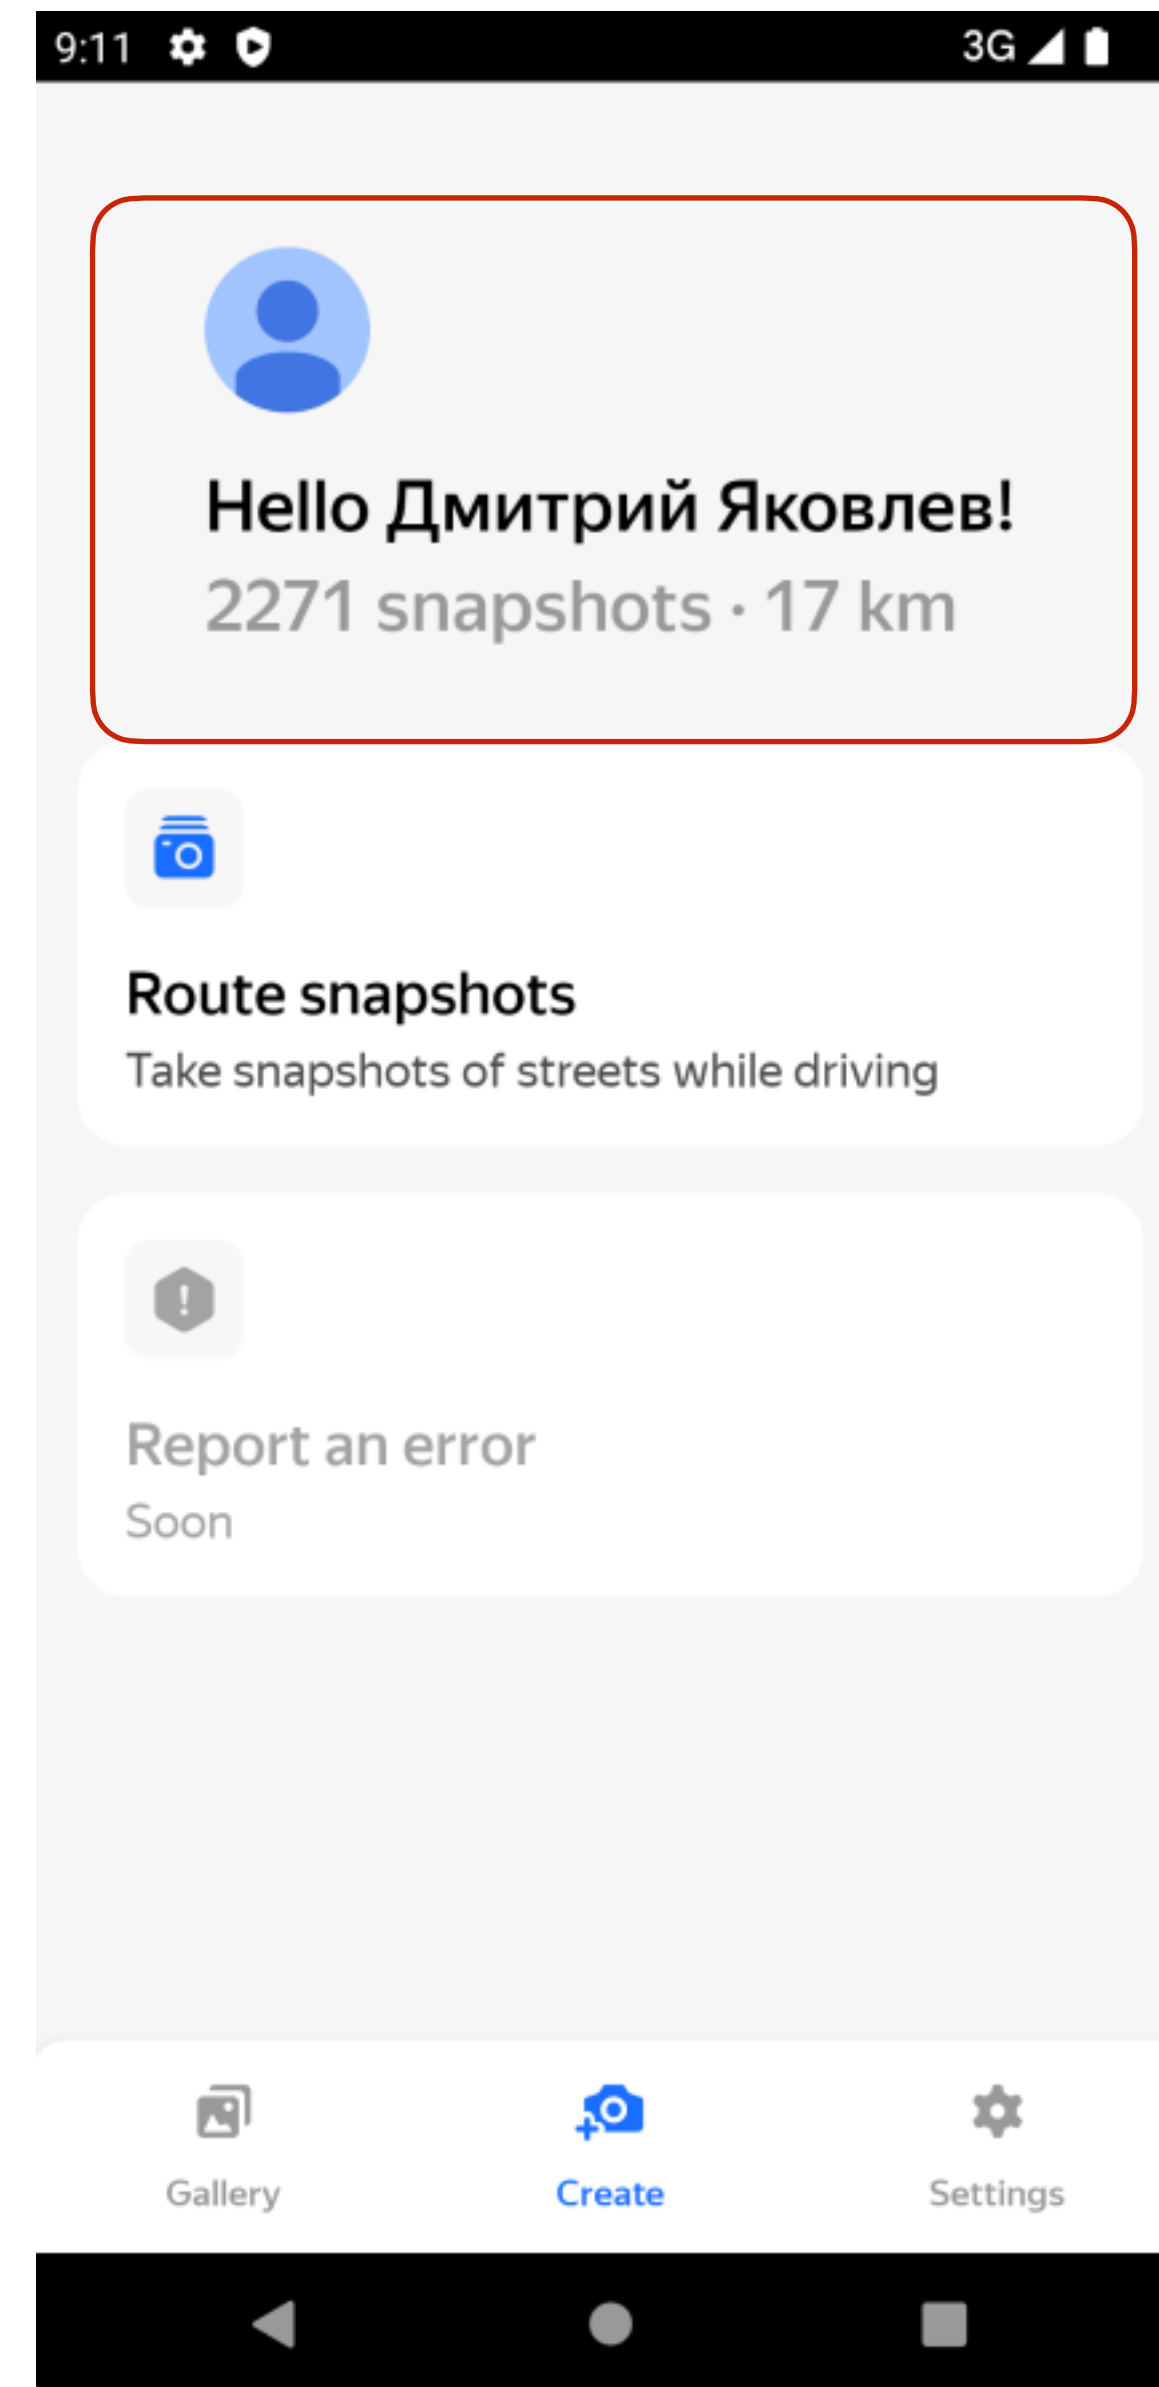 9:11 3G
Hello Дмитрий Яковлев!
2271 snapshots · 17 km
Route snapshots
Take snapshots of streets while driving
Report an error
Soon
Gallery Create Settings